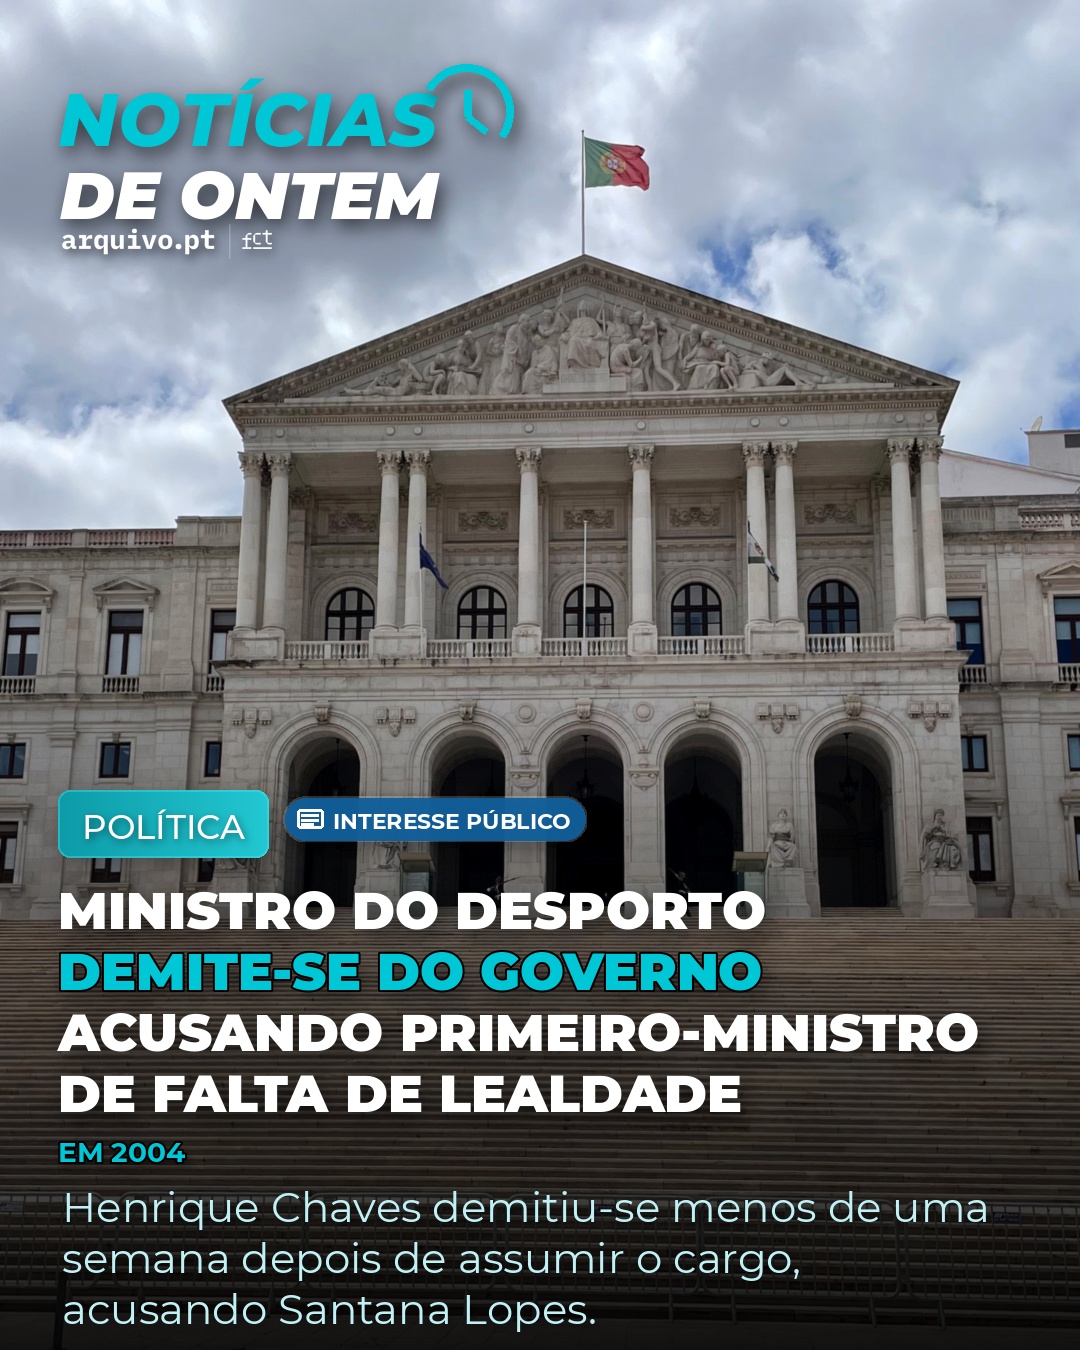 NOTÍCIAS
DE ONTEM
arquivo.pt | fct
POLÍTICA
INTERESSE PÚBLICO
MINISTRO DO DESPORTO
DEMITE-SE DO GOVERNO
ACUSANDO PRIMEIRO-MINISTRO
DE FALTA DE LEALDADE
EM 2004
Henrique Chaves demitiu-se menos de uma
semana depois de assumir o cargo,
acusando Santana Lopes.